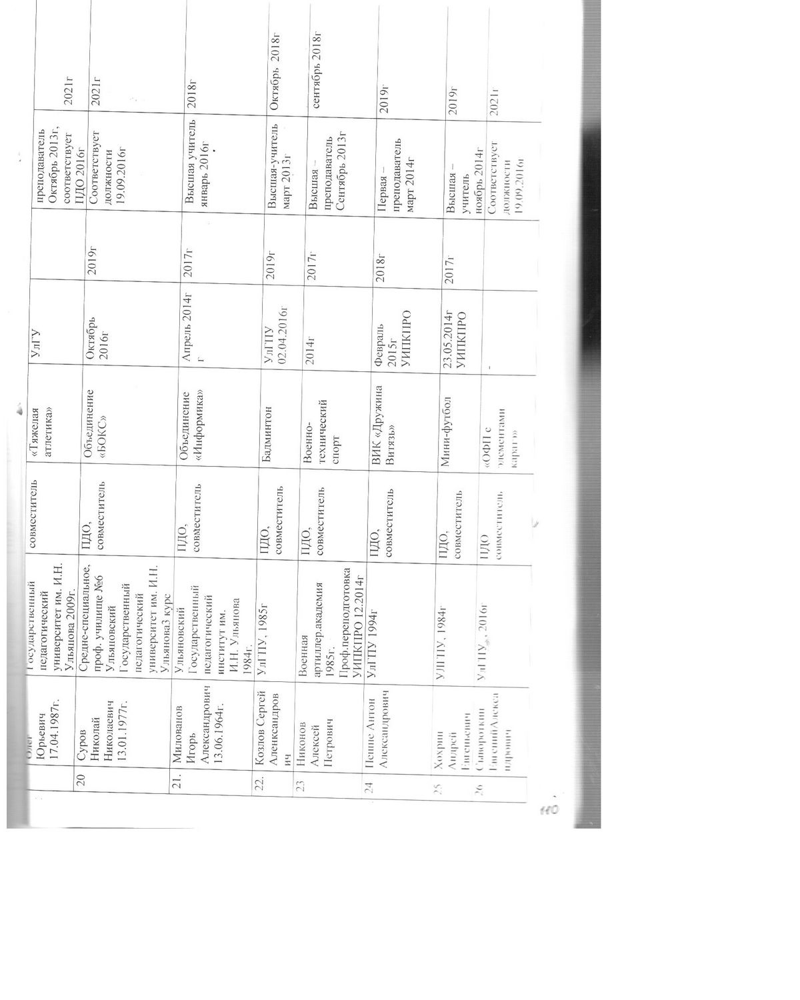 Юрьевич
17.04.1987г.
Государственный
педагогический
университет им. И.Н.
Ульянова 2009г.
совместитель
«Тяжелая
атлетика»
УлГУ
преподаватель
Октябрь 2013г,
соответствует
ПДО 2016г
2021г
20
Суров
Николай
Николаевич
13.01.1977г.
Средне-специальное,
проф. училище №6
Ульяновский
Государственный
педагогический
университет им. И.Н.
Ульянова3 курс
ПДО,
совместитель
Объединение
«БОКС»
Октябрь
2016г
2019г
Соответствует
должности
19.09.2016г
2021г
21.
Милованов
Игорь
Александрович
13.06.1964г.
Ульяновский
Государственный
педагогический
институт им.
И.Н. Ульянова
1984г.
ПДО,
совместитель
Объединение
«Информика»
Апрель 2014г
г
2017г
Высшая учитель
январь 2016г
2018г
22.
Козлов Сергей
Аленксандров
ич
УлГПУ, 1985г
ПДО,
совместитель
Бадминтон
УлГПУ
02.04.2016г
2019г
Высшая-учитель
март 2013г
Октябрь 2018г
23
Никонов
Алексей
Петрович
Военная
артиллер.академия
1985г.
Проф.переподготовка
УИПКПРО 12.2014г
ПДО,
совместитель
Военно-
технический
спорт
2014г
2017г
Высшая –
преподаватель
Сентябрь 2013г
сентябрь 2018г
24
Пенне Антон
Александрович
УлГПУ 1994г
ПДО,
совместитель
ВИК «Дружина
Витязь»
Февраль
2015г
УИПКПРО
2018г
Первая –
преподаватель
март 2014г
2019г
25
Хохрин
Андрей
Евгеньевич
УЛГПУ, 1984г
ПДО,
совместитель
Мини-футбол
23.05.2014г
УИПКПРО
2017г
Высшая –
учитель
ноябрь 2014г
2019г
26
Сывороткин
Евгений Алекса
ндрович
УлГПУ , 2016г
ПДО
совместитель
«ОФП с
элементами
каратэ»
-
Соответствует
должности
19.09.2016г
2021г
110